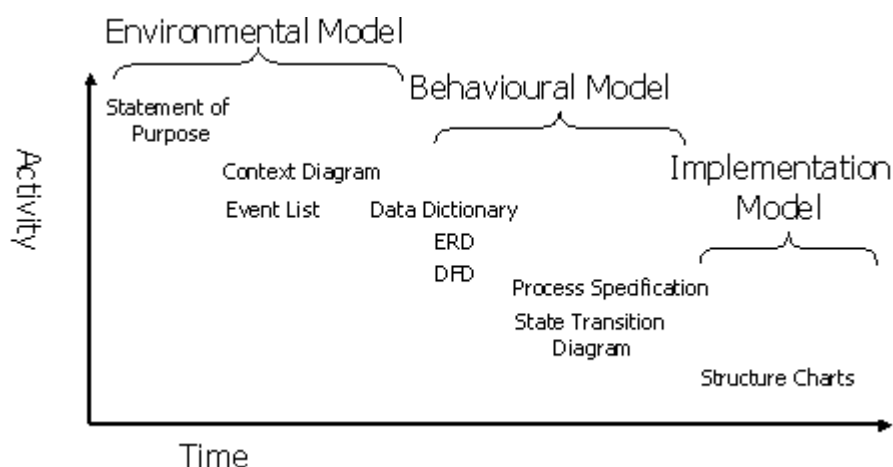 Environmental Model
Behavioural Model
Statement of
Purpose
Implementation
Model
Activity
Context Diagram
Event List
Data Dictionary
ERD
DFD
Process Specification
State Transition
Diagram
Structure Charts
Time